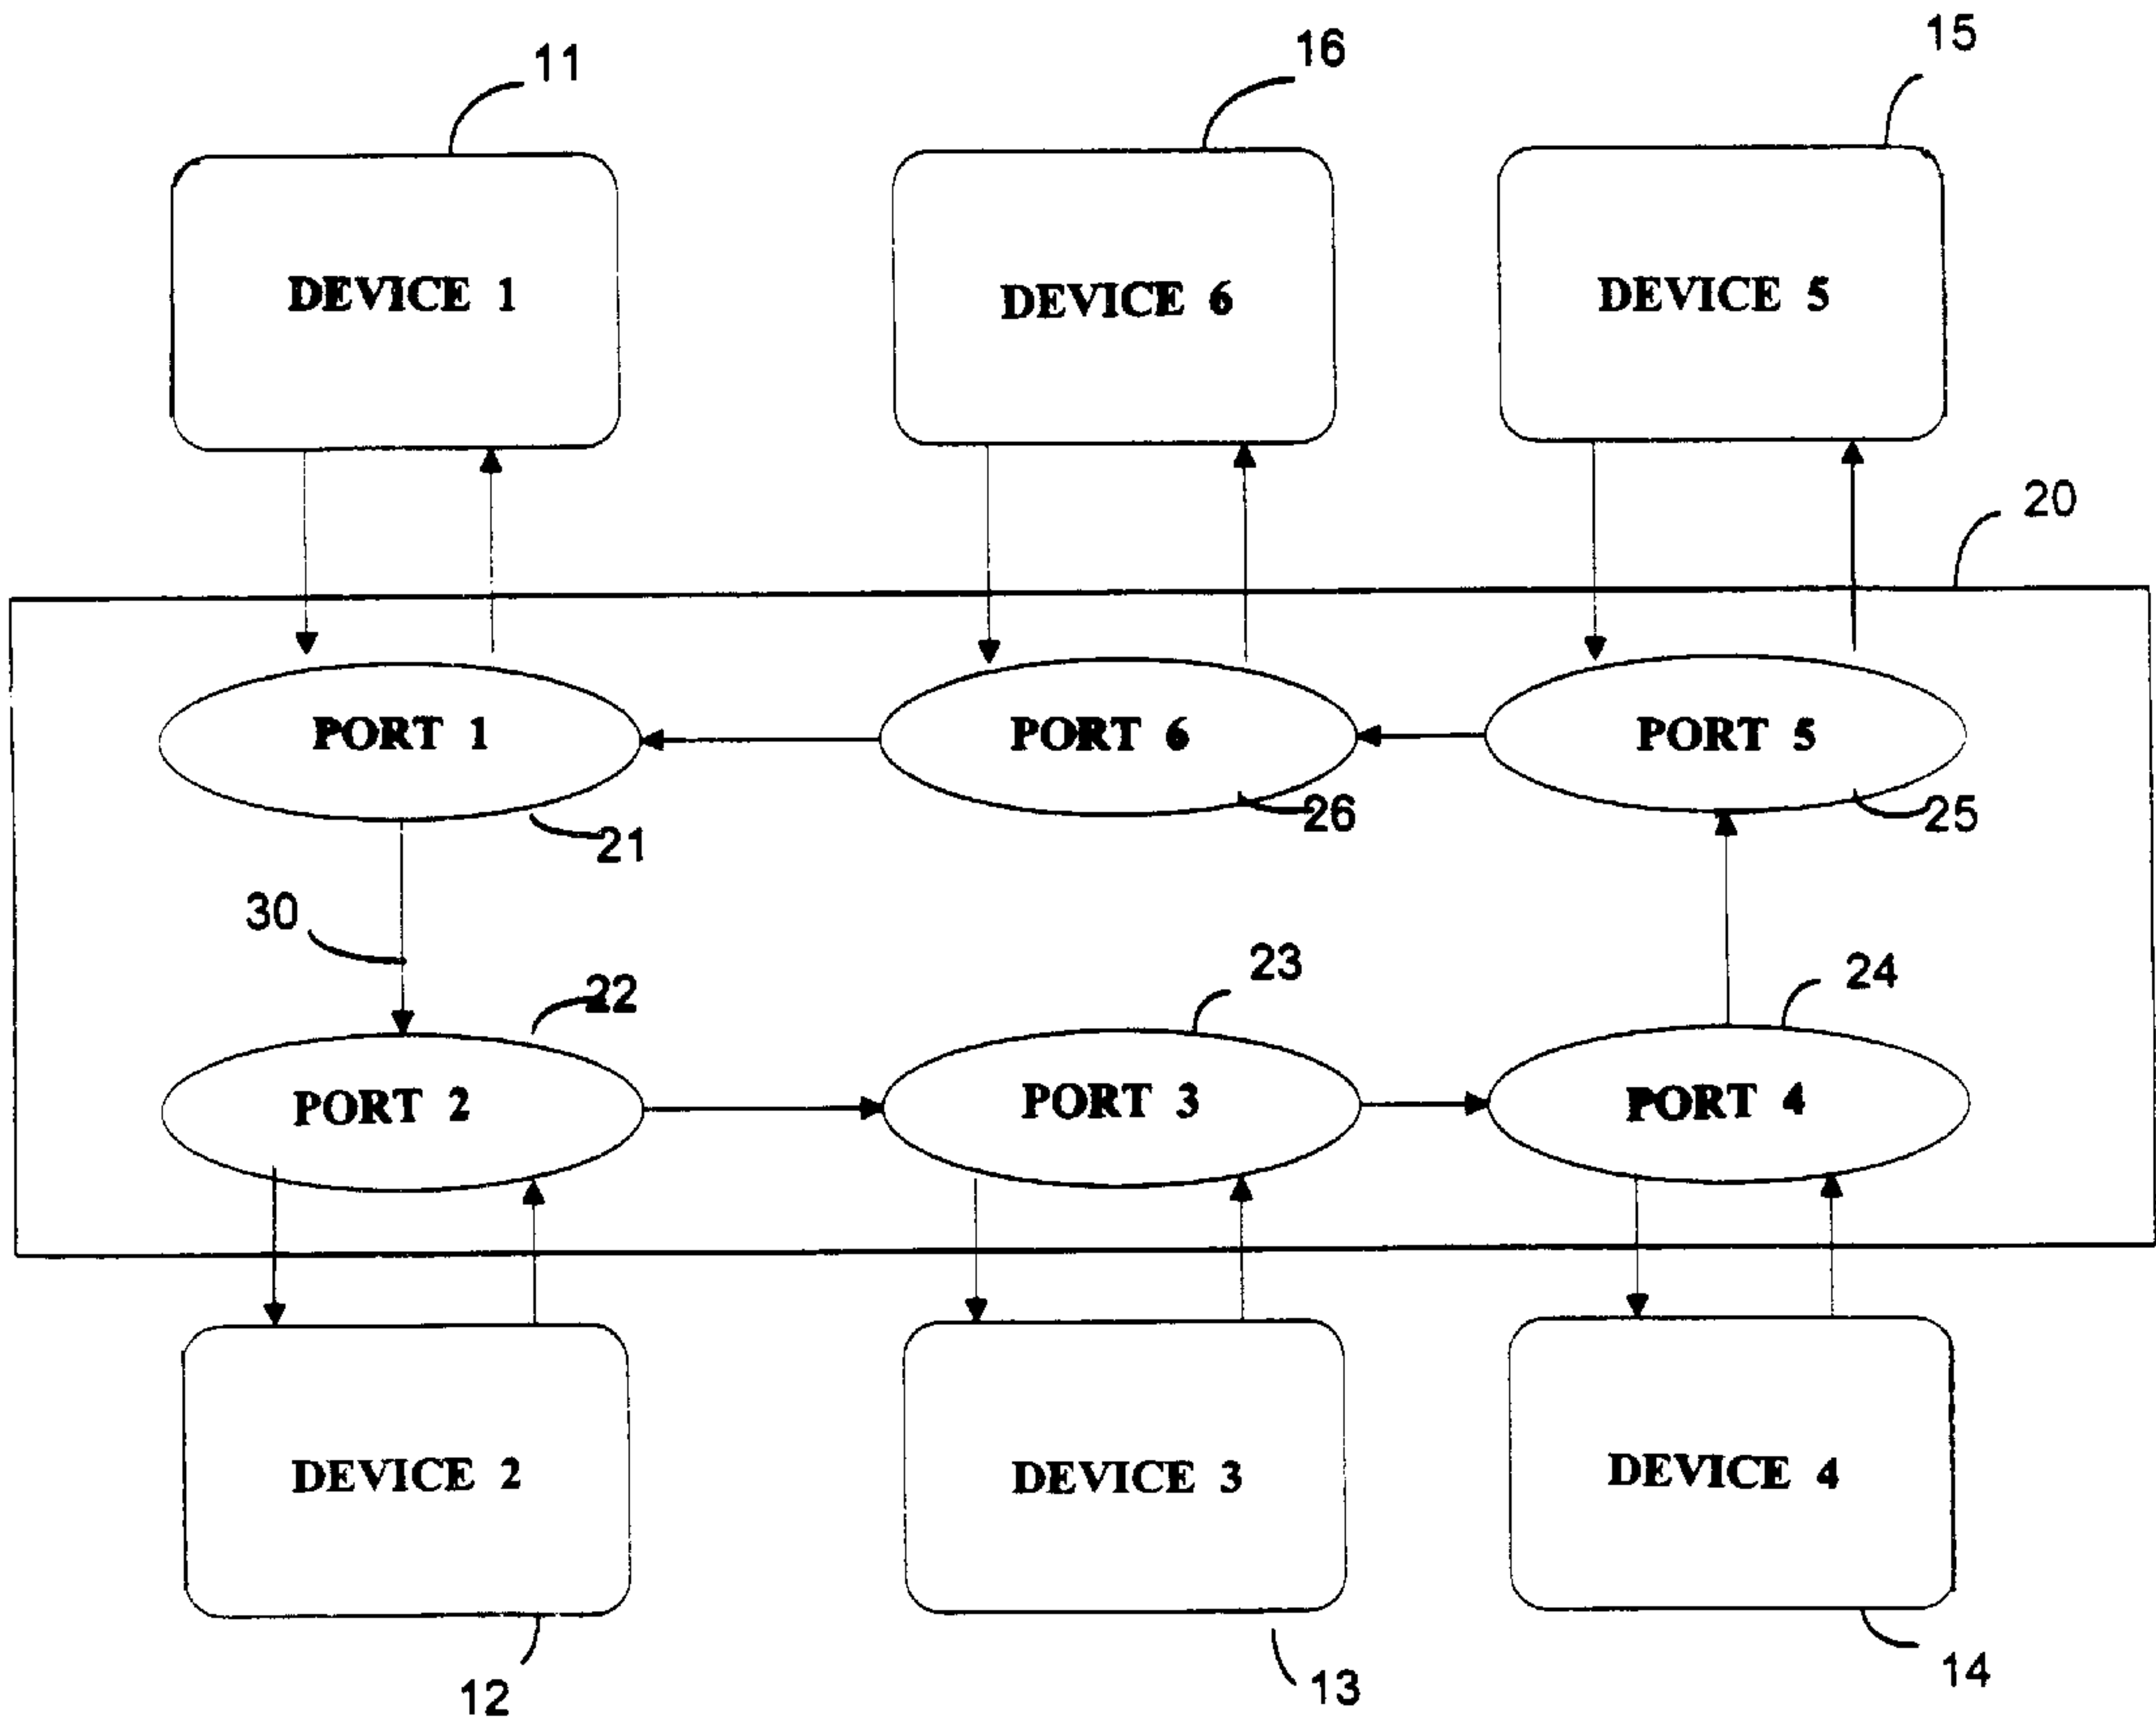 11
16
15
DEVICE 1
DEVICE 6
DEVICE 5
20
PORT 1
PORT 6
PORT 5
21
26
25
30
22
23
24
PORT 2
PORT 3
PORT 4
DEVICE 2
DEVICE 3
DEVICE 4
12
13
14